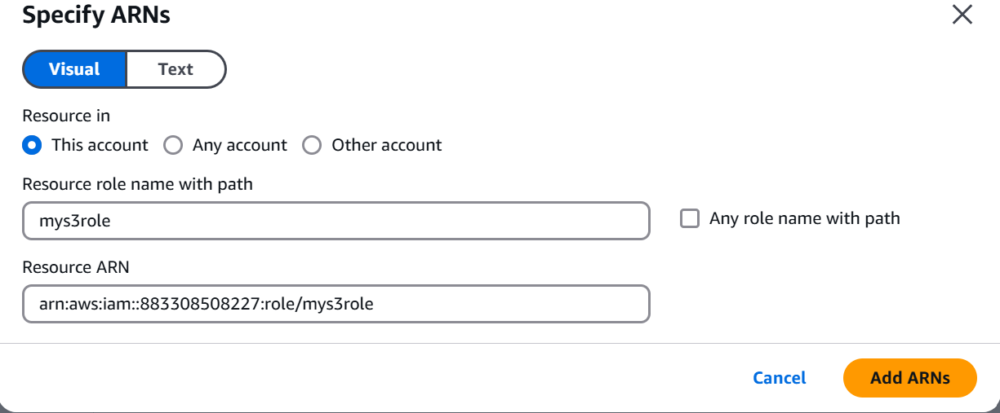 Specify ARNs
Visual Text
Resource in
This account Any account Other account
Resource role name with path
mys3role
Any role name with path
Resource ARN
arn:aws:iam::883308508227:role/mys3role
Cancel Add ARNs